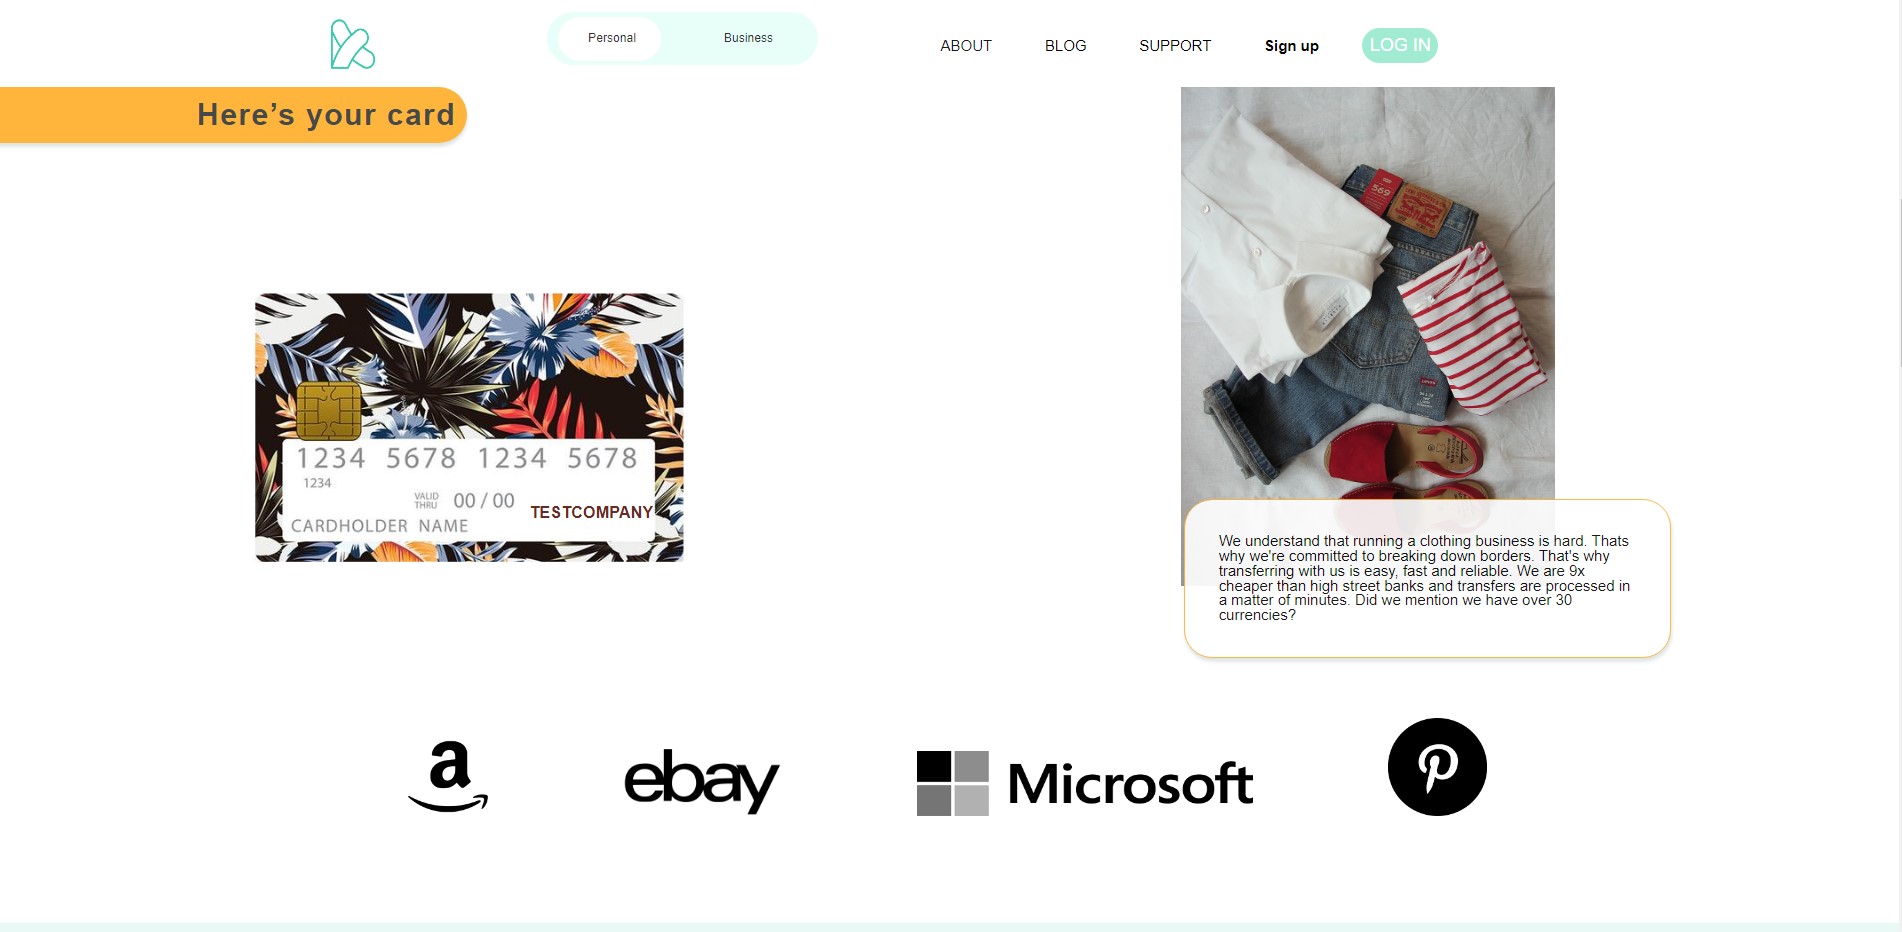 Personal
Business
ABOUT
BLOG
SUPPORT
Sign up
LOG IN
Here’s your card
569
1234 5678 1234 5678
1234
VALID
THRU
00 / 00
TESTCOMPANY
CARDHOLDER NAME
We understand that running a clothing business is hard. Thats
why we're committed to breaking down borders. That's why
transferring with us is easy, fast and reliable. We are 9x
cheaper than high street banks and transfers are processed in
a matter of minutes. Did we mention we have over 30
currencies?
a
ebay
Microsoft